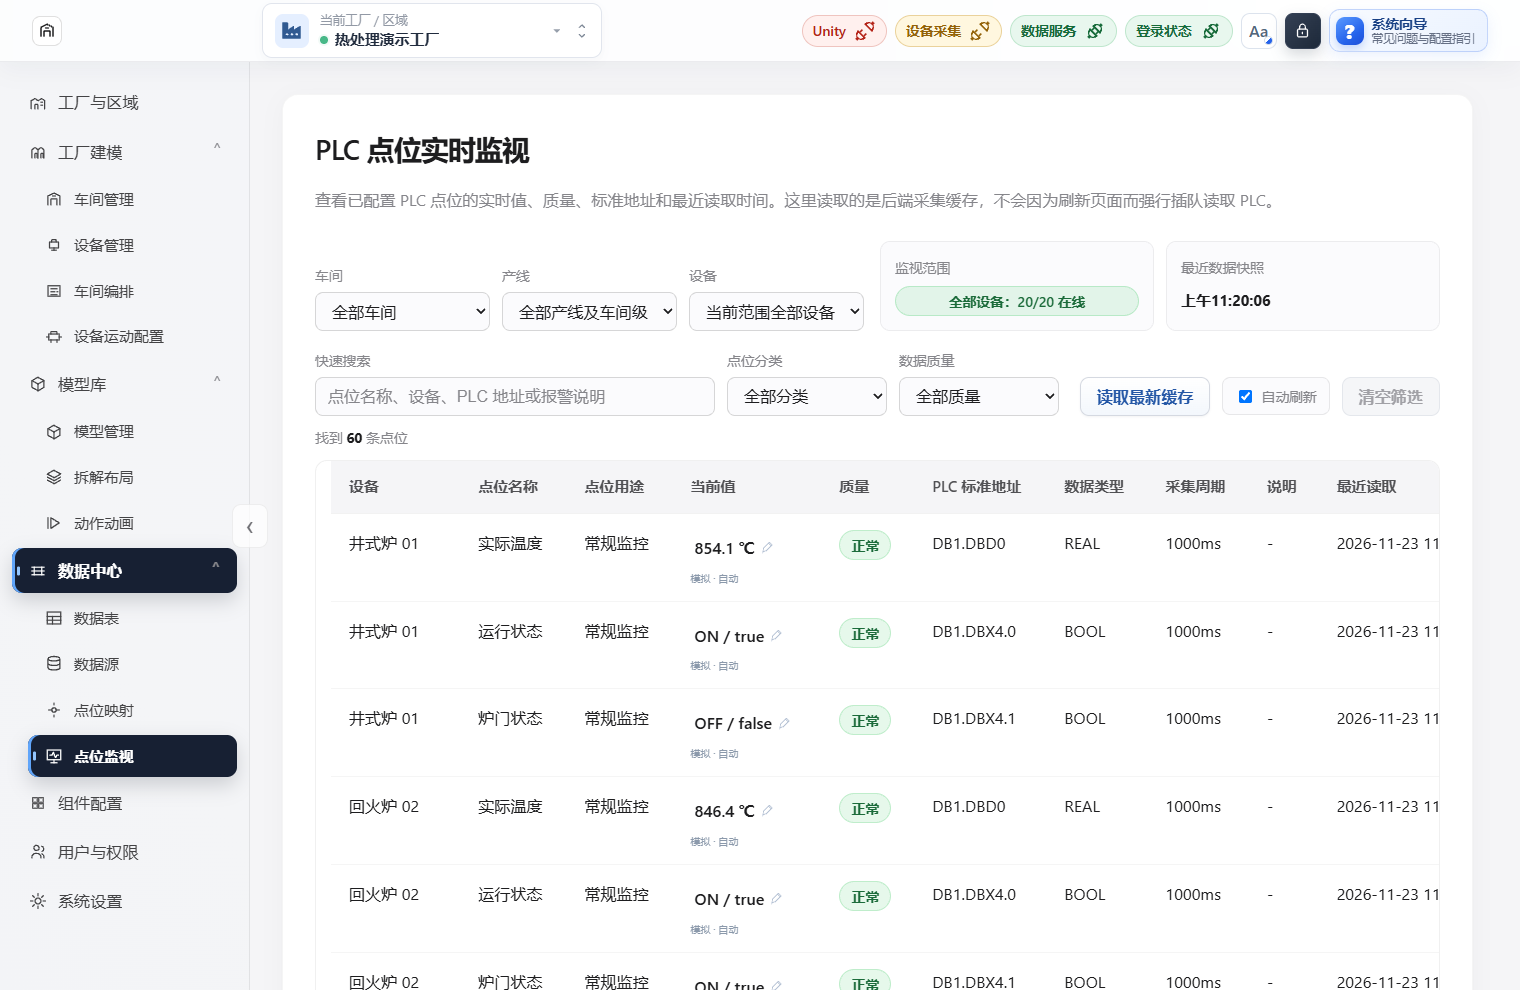 当前工厂 / 区域
热处理演示工厂
Unity
设备采集
数据服务
登录状态
Aa
?
系统向导
常见问题与配置指引
工厂与区域
工厂建模
车间管理
设备管理
车间编排
设备运动配置
模型库
模型管理
拆解布局
动作动画
数据中心
数据表
数据源
点位映射
点位监视
组件配置
用户与权限
系统设置
PLC 点位实时监视
查看已配置 PLC 点位的实时值、质量、标准地址和最近读取时间。这里读取的是后端采集缓存，不会因为刷新页面而强行插队读取 PLC。
车间
产线
设备
全部车间
全部产线及车间级
当前范围全部设备
监视范围
全部设备：20/20 在线
最近数据快照
上午11:20:06
快速搜索
点位分类
数据质量
点位名称、设备、PLC 地址或报警说明
全部分类
全部质量
读取最新缓存
自动刷新
清空筛选
找到 60 条点位
设备 点位名称 点位用途 当前值 质量 PLC 标准地址 数据类型 采集周期 说明 最近读取
井式炉 01 实际温度 常规监控 854.1 ℃ 正常 DB1.DBD0 REAL 1000ms - 2026-11-23 11
模拟 · 自动
井式炉 01 运行状态 常规监控 ON / true 正常 DB1.DBX4.0 BOOL 1000ms - 2026-11-23 11
模拟 · 自动
井式炉 01 炉门状态 常规监控 OFF / false 正常 DB1.DBX4.1 BOOL 1000ms - 2026-11-23 11
模拟 · 自动
回火炉 02 实际温度 常规监控 846.4 ℃ 正常 DB1.DBD0 REAL 1000ms - 2026-11-23 11
模拟 · 自动
回火炉 02 运行状态 常规监控 ON / true 正常 DB1.DBX4.0 BOOL 1000ms - 2026-11-23 11
模拟 · 自动
回火炉 02 炉门状态 常规监控 ON / true 正常 DB1.DBX4.1 BOOL 1000ms - 2026-11-23 11